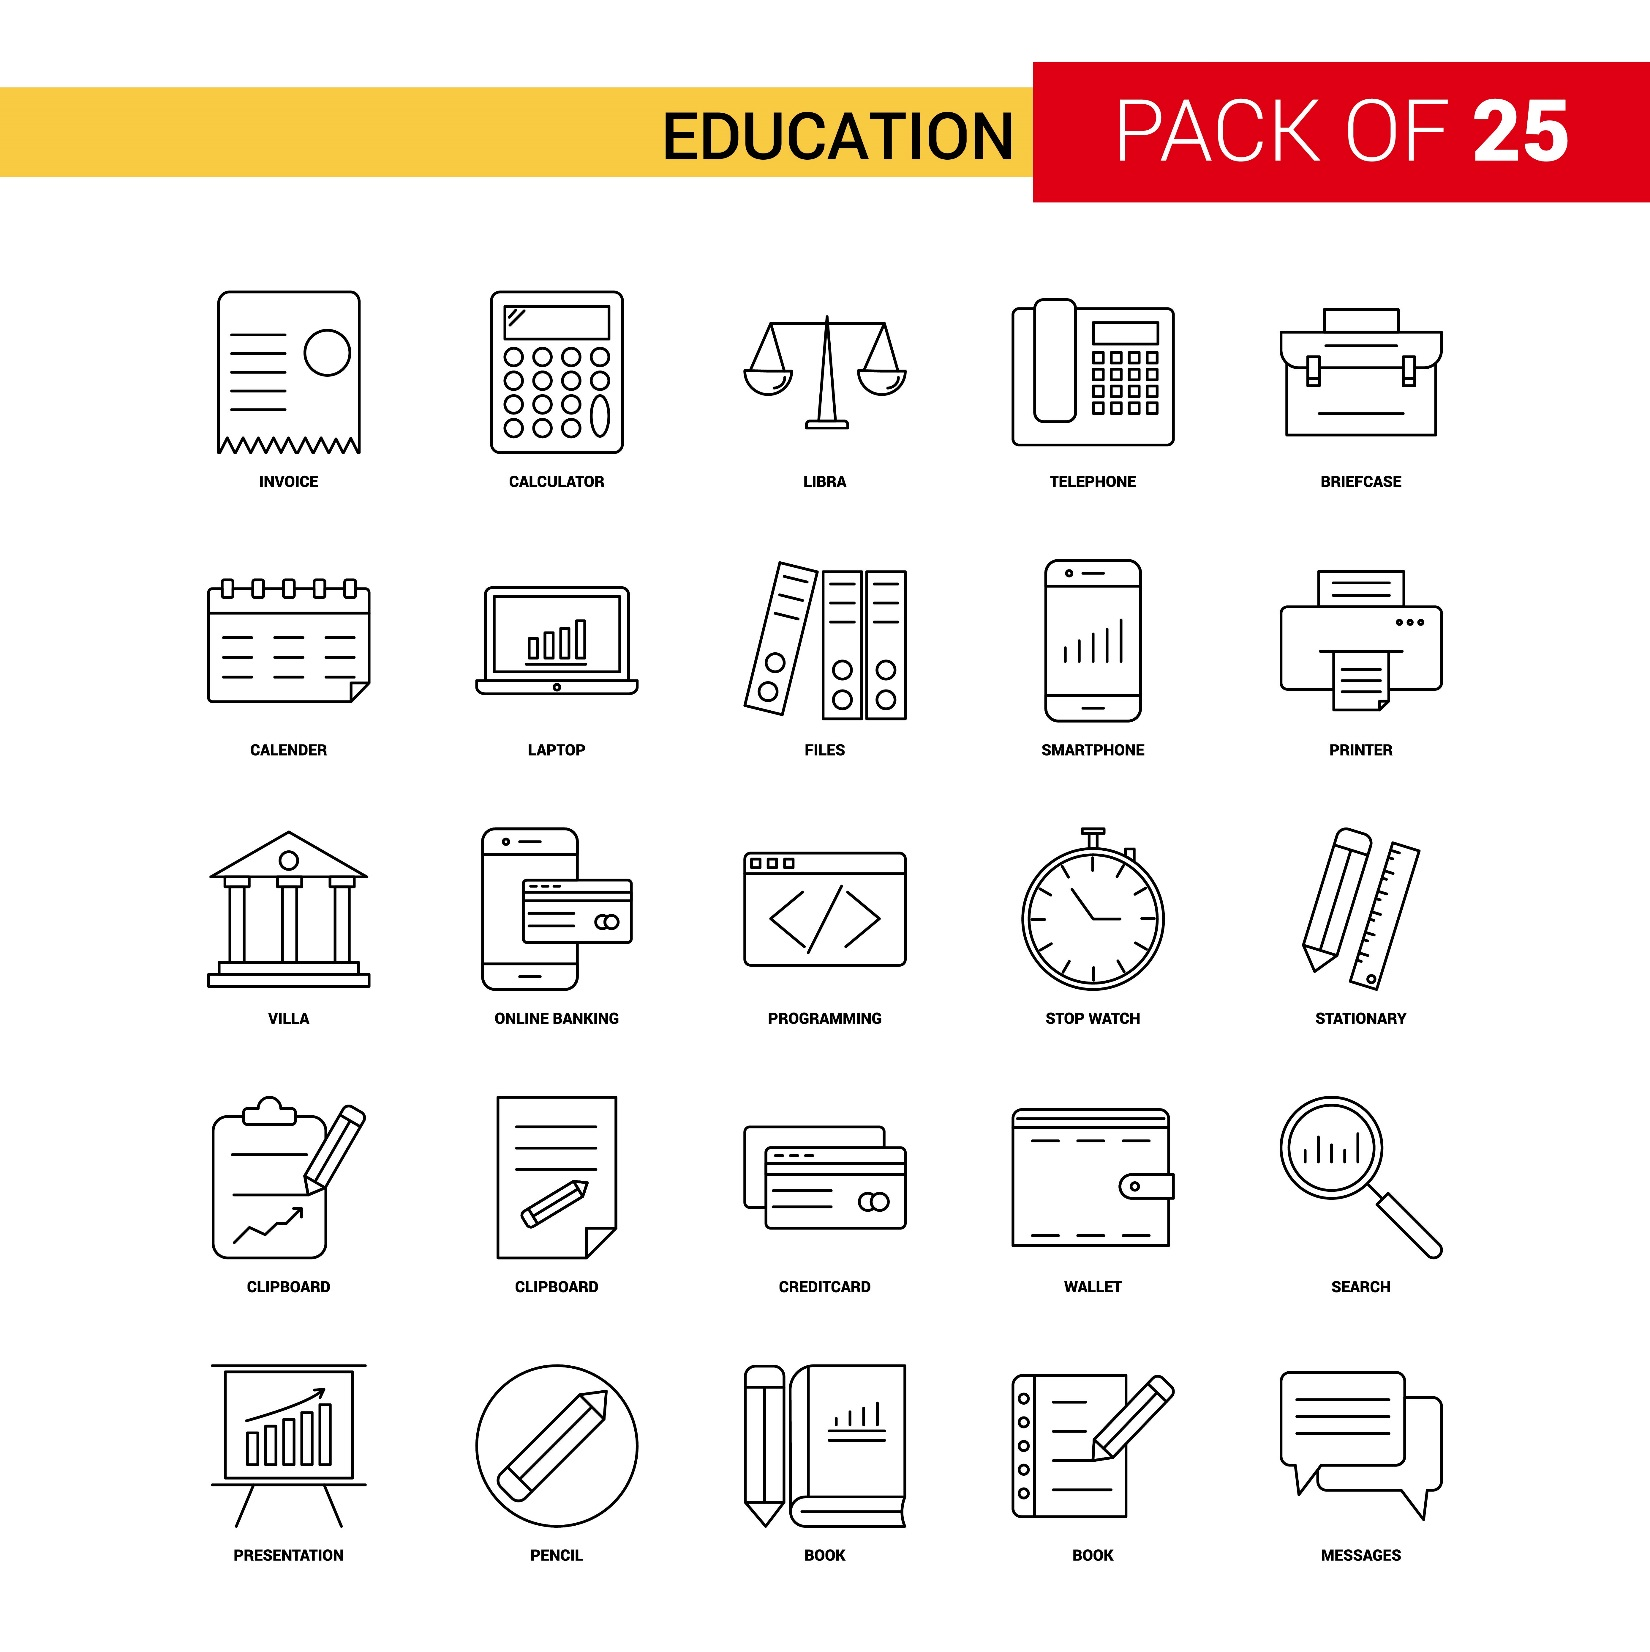 EDUCATION PACK OF 25
INVOICE CALCULATOR LIBRA TELEPHONE BRIEFCASE
CALENDER LAPTOP FILES SMARTPHONE PRINTER
VILLA ONLINE BANKING PROGRAMMING STOP WATCH STATIONARY
CLIPBOARD CLIPBOARD CREDITCARD WALLET SEARCH
PRESENTATION PENCIL BOOK BOOK MESSAGES